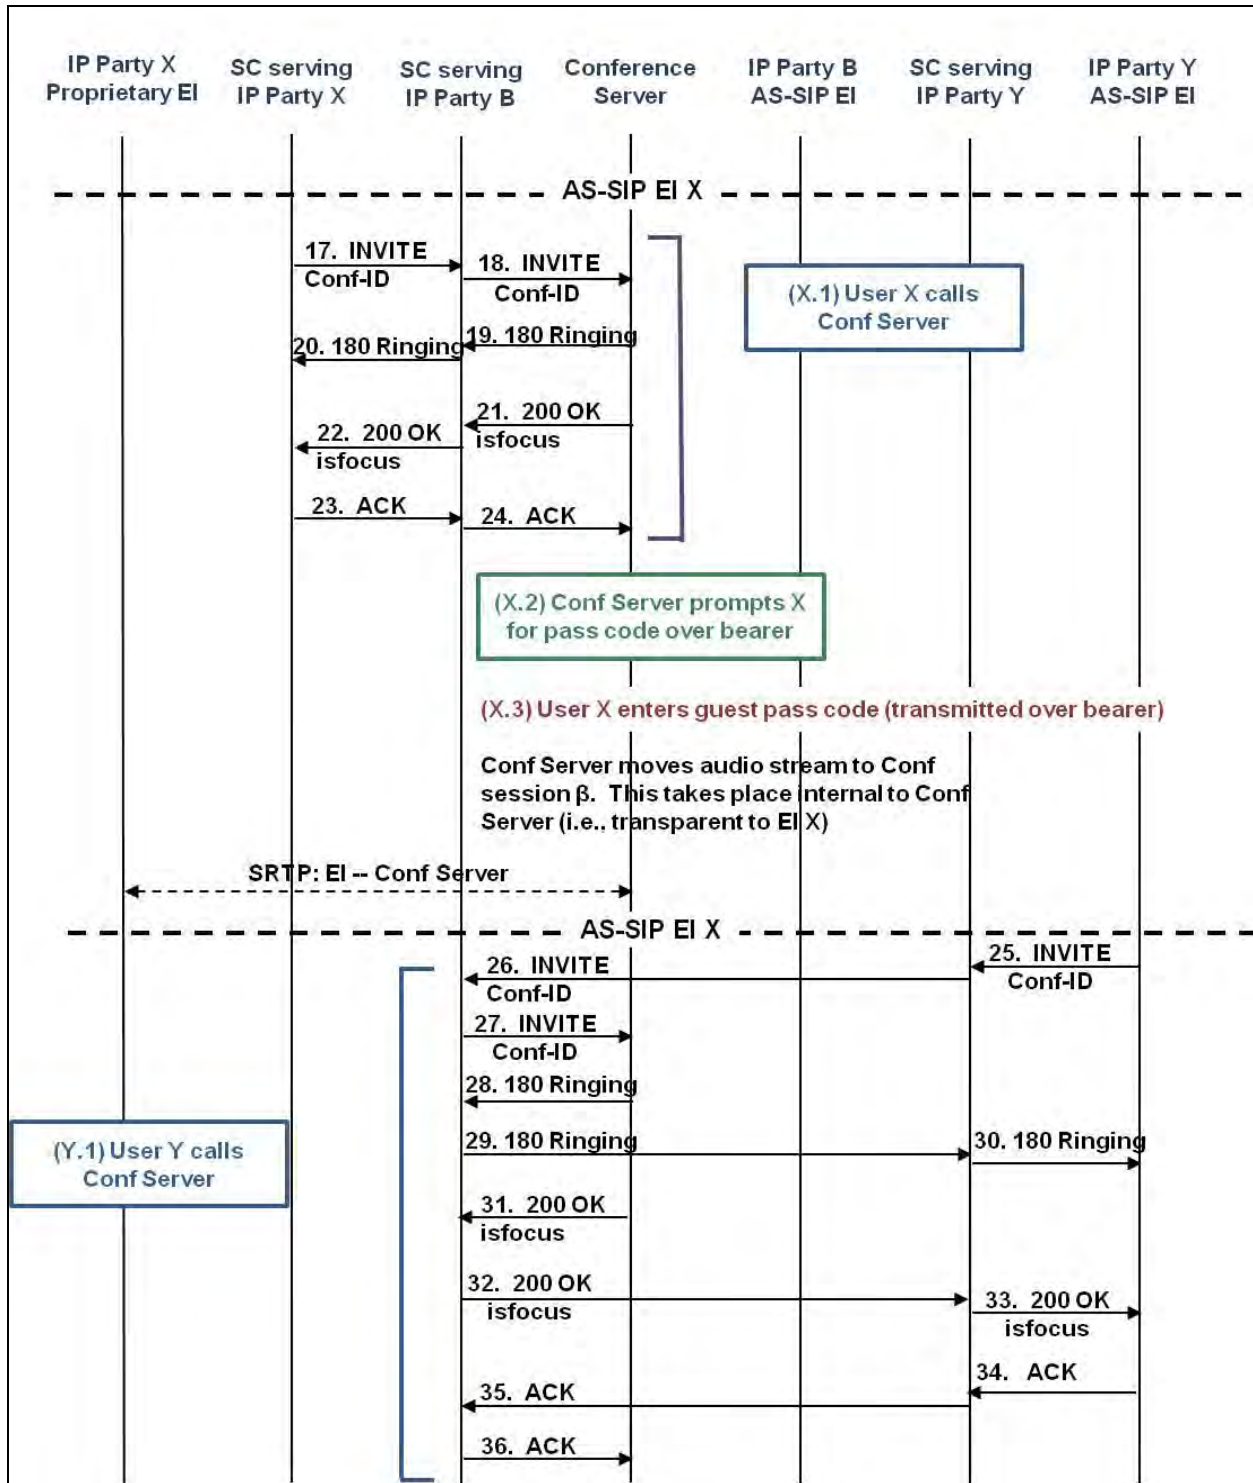 IP Party X
Proprietary EI
SC serving
IP Party X
SC serving
IP Party B
Conference
Server
IP Party B
AS-SIP EI
SC serving
IP Party Y
IP Party Y
AS-SIP EI
AS-SIP EI X
17. INVITE
Conf-ID
18. INVITE
Conf-ID
(X.1) User X calls
Conf Server
19. 180 Ringing
20. 180 Ringing
21. 200 OK
isfocus
22. 200 OK
isfocus
23. ACK
24. ACK
(X.2) Conf Server prompts X
for pass code over bearer
(X.3) User X enters guest pass code (transmitted over bearer)
Conf Server moves audio stream to Conf
session β. This takes place internal to Conf
Server (i.e., transparent to EI X)
SRTP: EI -- Conf Server
AS-SIP EI X
25. INVITE
Conf-ID
26. INVITE
Conf-ID
27. INVITE
Conf-ID
28. 180 Ringing
29. 180 Ringing
30. 180 Ringing
(Y.1) User Y calls
Conf Server
31. 200 OK
isfocus
32. 200 OK
isfocus
33. 200 OK
isfocus
34. ACK
35. ACK
36. ACK